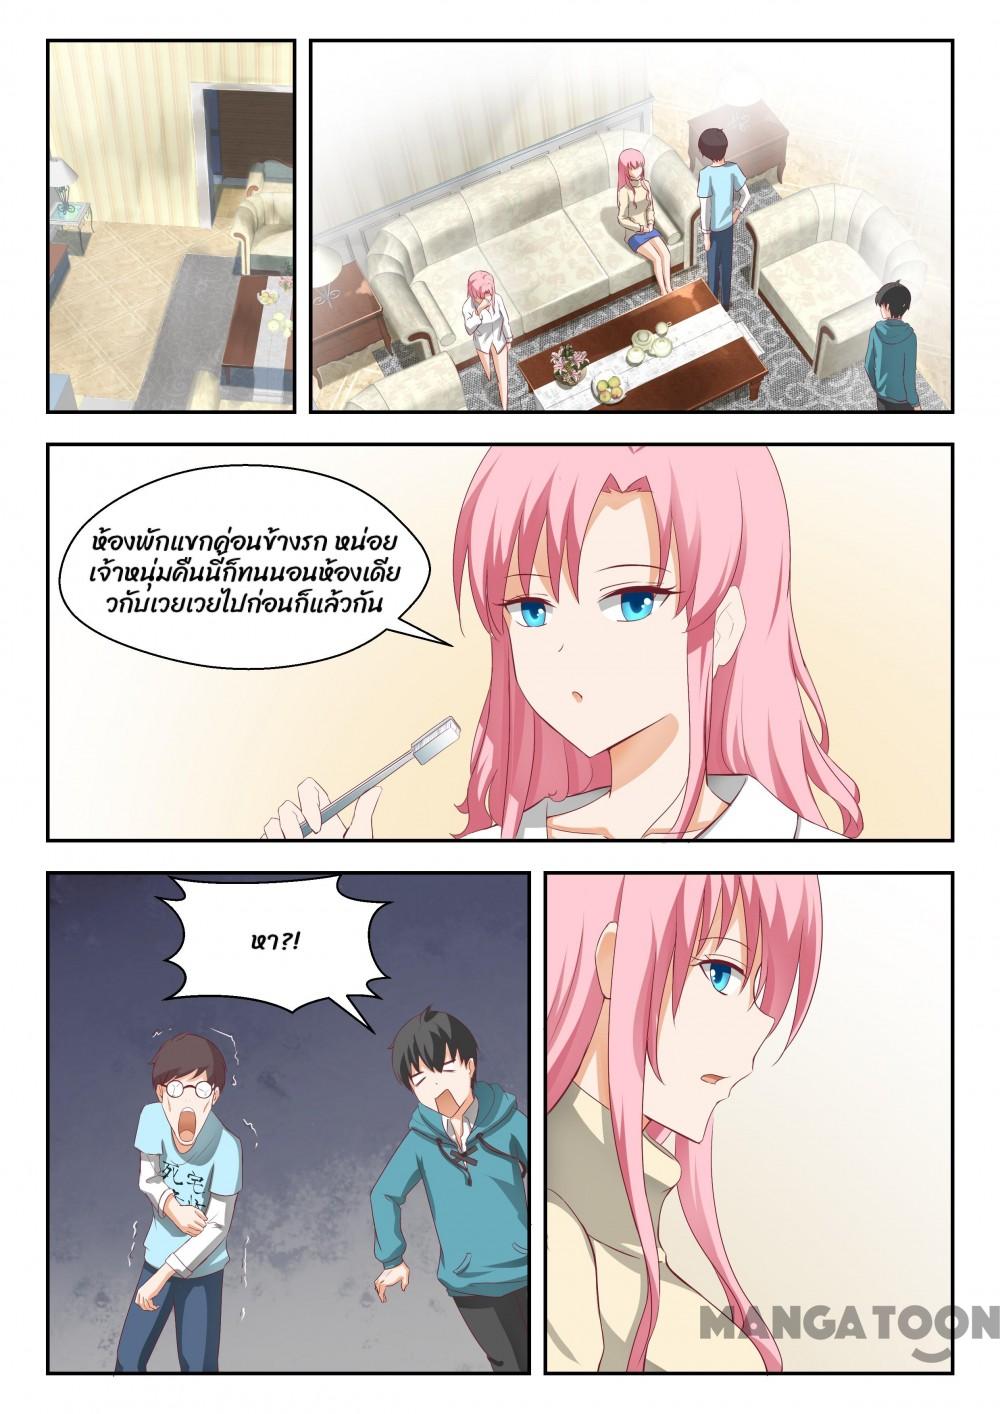 ห้องพักแขกค่อนข้างรก หน่อย
เจ้าหนุ่มคืนนี้ก็ทนนอนห้องเดีย
วกับเวยเวยไปก่อนก็แล้วกัน
หา?!
死宅
MANGATOON